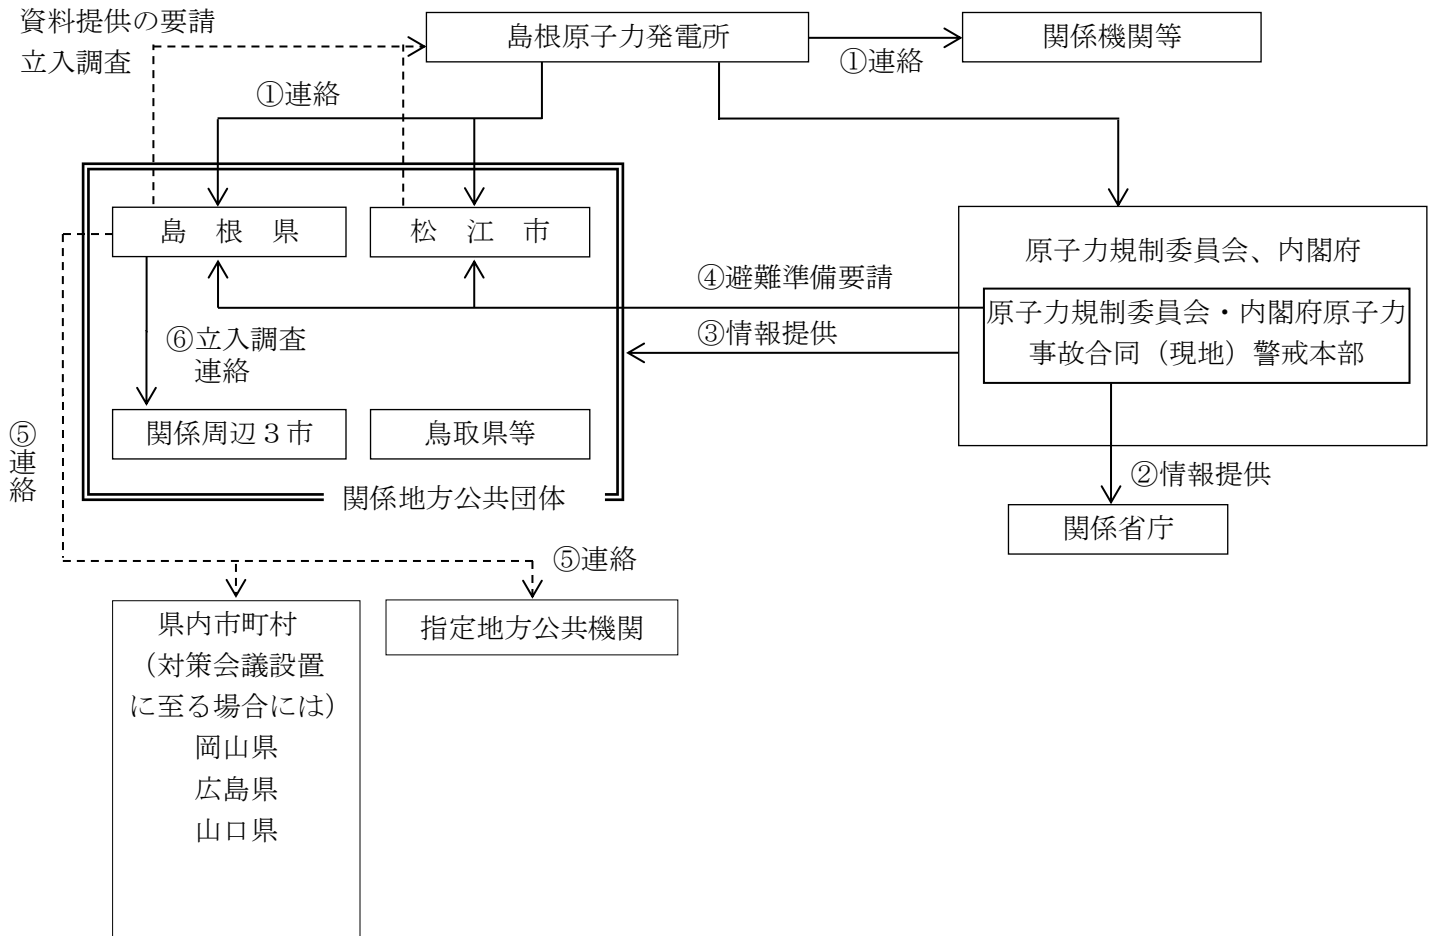 資料提供の要請
立入調査
島根原子力発電所
関係機関等
①連絡
①連絡
島　根　県
松　江　市
原子力規制委員会、内閣府
④避難準備要請
原子力規制委員会・内閣府原子力
事故合同（現地）警戒本部
③情報提供
⑥立入調査
連絡
関係周辺３市
鳥取県等
⑤連絡
②情報提供
関係地方公共団体
関係省庁
⑤連絡
県内市町村
（対策会議設置
に至る場合には）
岡山県
広島県
山口県
指定地方公共機関